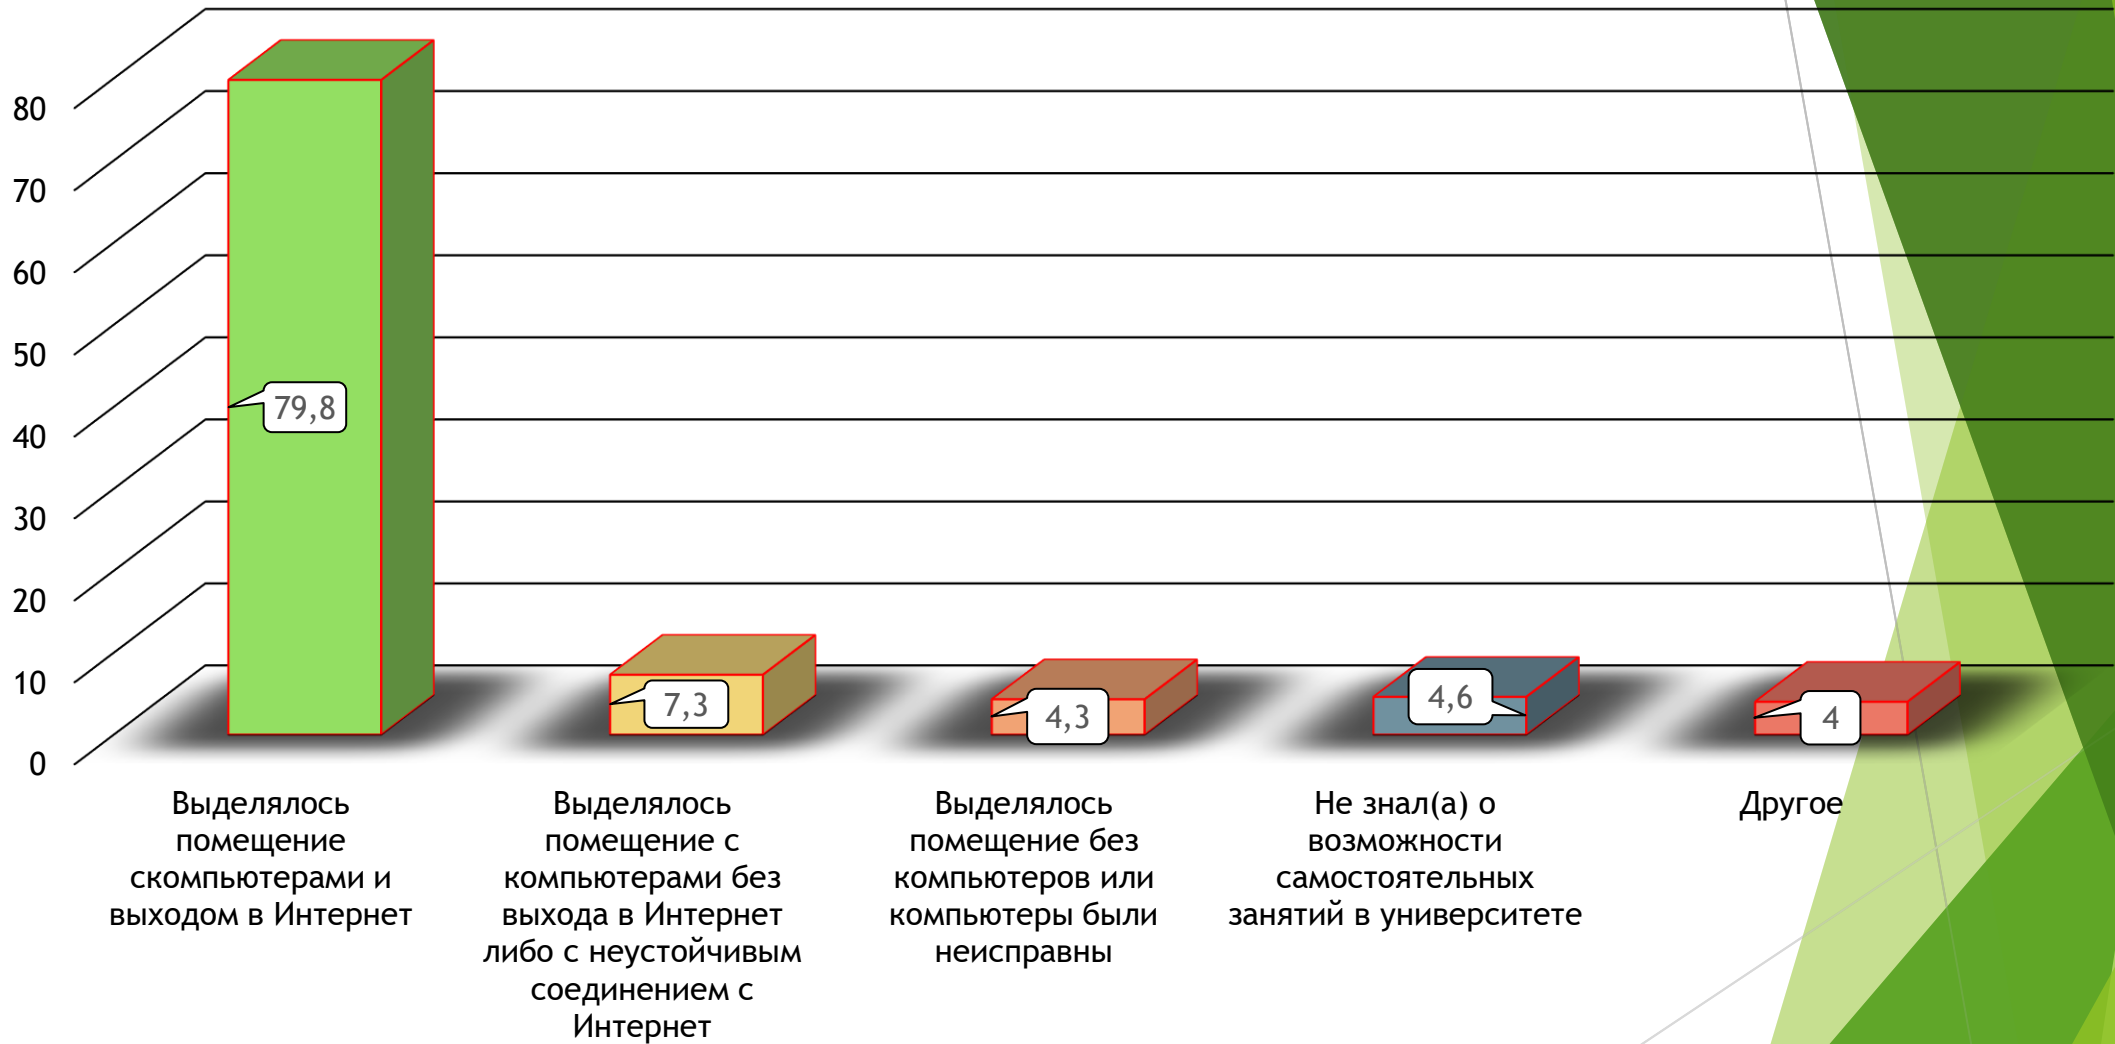 80
70
60
50
40
30
20
10
0
79,8
7,3
4,3
4,6
4
Выделялось
помещение
скомпьютерами и
выходом в Интернет
Выделялось
помещение с
компьютерами без
выхода в Интернет
либо с неустойчивым
соединением с
Интернет
Выделялось
помещение без
компьютеров или
компьютеры были
неисправны
Не знал(а) о
возможности
самостоятельных
занятий в университете
Другое